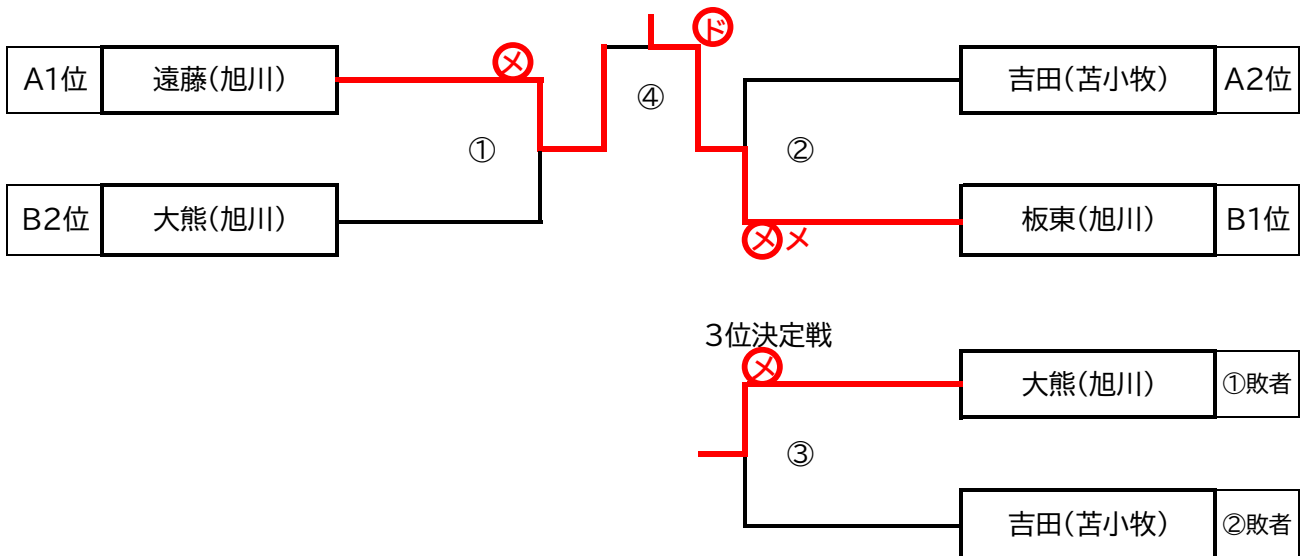 ド
メ
A1位 遠藤(旭川)
吉田(苫小牧) A2位
④
① ②
B2位 大熊(旭川)
板東(旭川) B1位
メメ
3位決定戦
メ
大熊(旭川) ①敗者
③
吉田(苫小牧) ②敗者